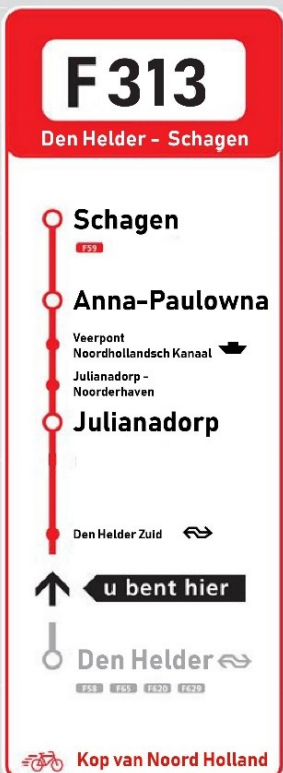 F 313
Den Helder - Schagen
Schagen
F59
Anna-Paulowna
Veerpont
Noordhollandsch Kanaal
Julianadorp -
Noorderhaven
Julianadorp
Den Helder Zuid
u bent hier
Den Helder
F58 F65 F620 F629
Kop van Noord Holland